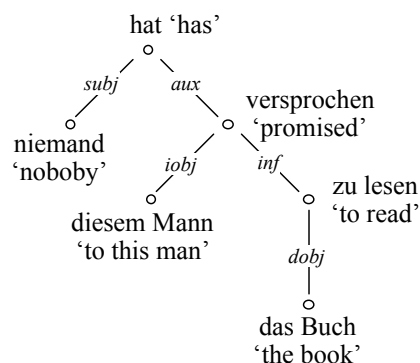 hat ‘has’
subj
aux
versprochen
‘promised’
niemand
‘noboby’
iobj
inf
zu lesen
‘to read’
diesem Mann
‘to this man’
dobj
das Buch
‘the book’